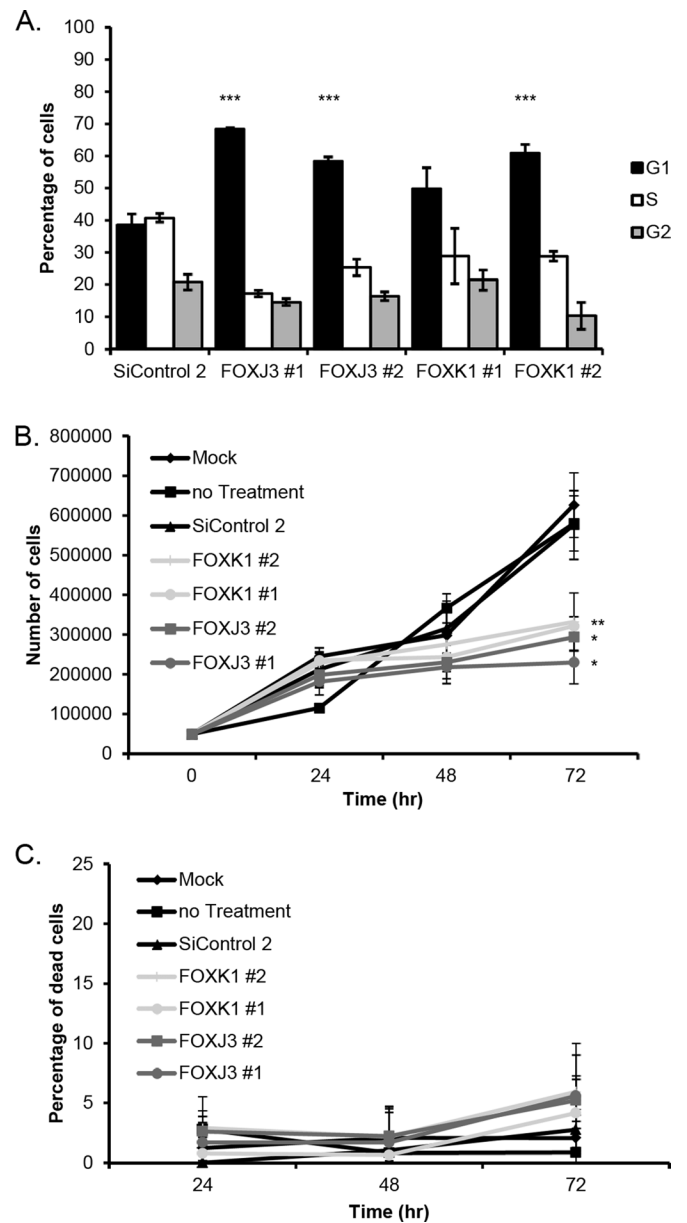 A.
100
90
80
70
60
50
40
30
20
10
0
Percentage of cells
***
***
***
G1
S
G2
SiControl 2
FOXJ3 #1
FOXJ3 #2
FOXK1 #1
FOXK1 #2
B.
800000
700000
600000
500000
400000
300000
200000
100000
0
Number of cells
Mock
no Treatment
SiControl 2
FOXK1 #2
FOXK1 #1
FOXJ3 #2
FOXJ3 #1
**
*
*
0
24
48
72
Time (hr)
C.
25
20
15
10
5
0
Percentage of dead cells
Mock
no Treatment
SiControl 2
FOXK1 #2
FOXK1 #1
FOXJ3 #2
FOXJ3 #1
24
48
72
Time (hr)